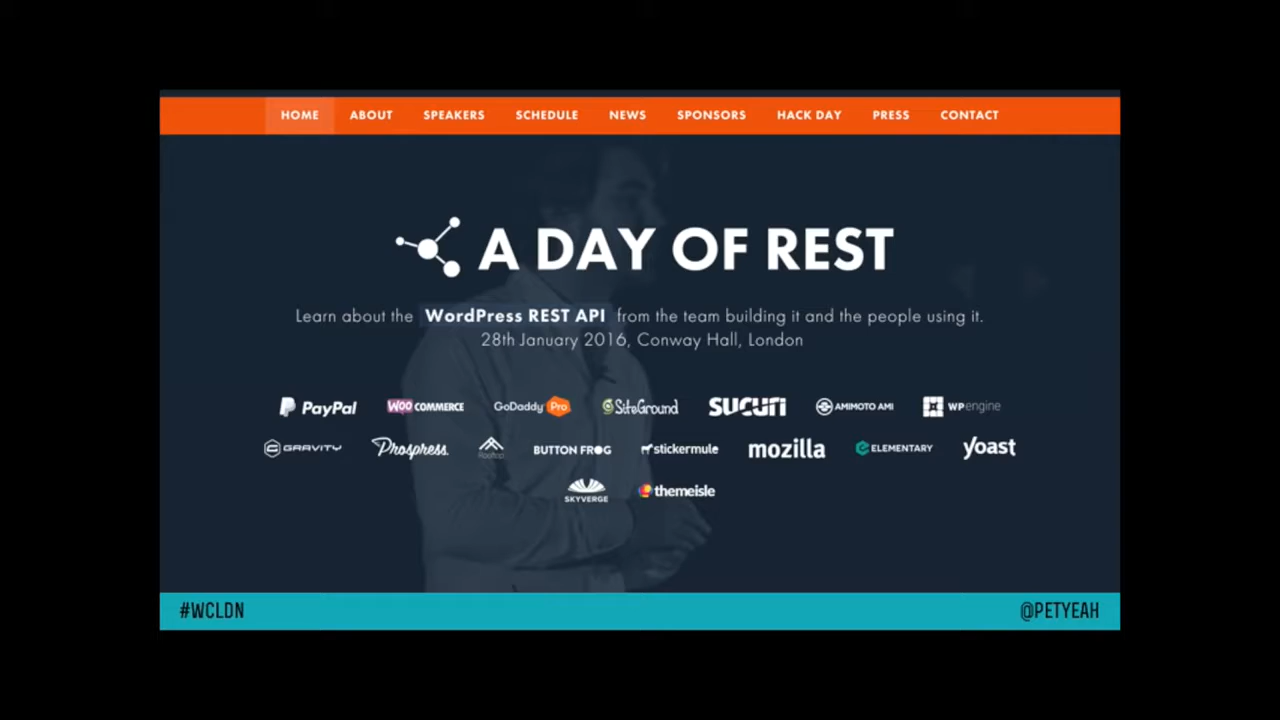 HOME ABOUT SPEAKERS SCHEDULE NEWS SPONSORS HACK DAY PRESS CONTACT
A DAY OF REST
Learn about the WordPress REST API from the team building it and the people using it.
28th January 2016, Conway Hall, London
PayPal WOO COMMERCE GoDaddy Pro SiteGround SUCURI AMIMOTO AMI WP engine
GRAVITY Prospress. Rooftop BUTTON FROG stickermule mozilla ELEMENTARY yoast
SKYVERGE themeisle
#WCLDN @PETYEAH